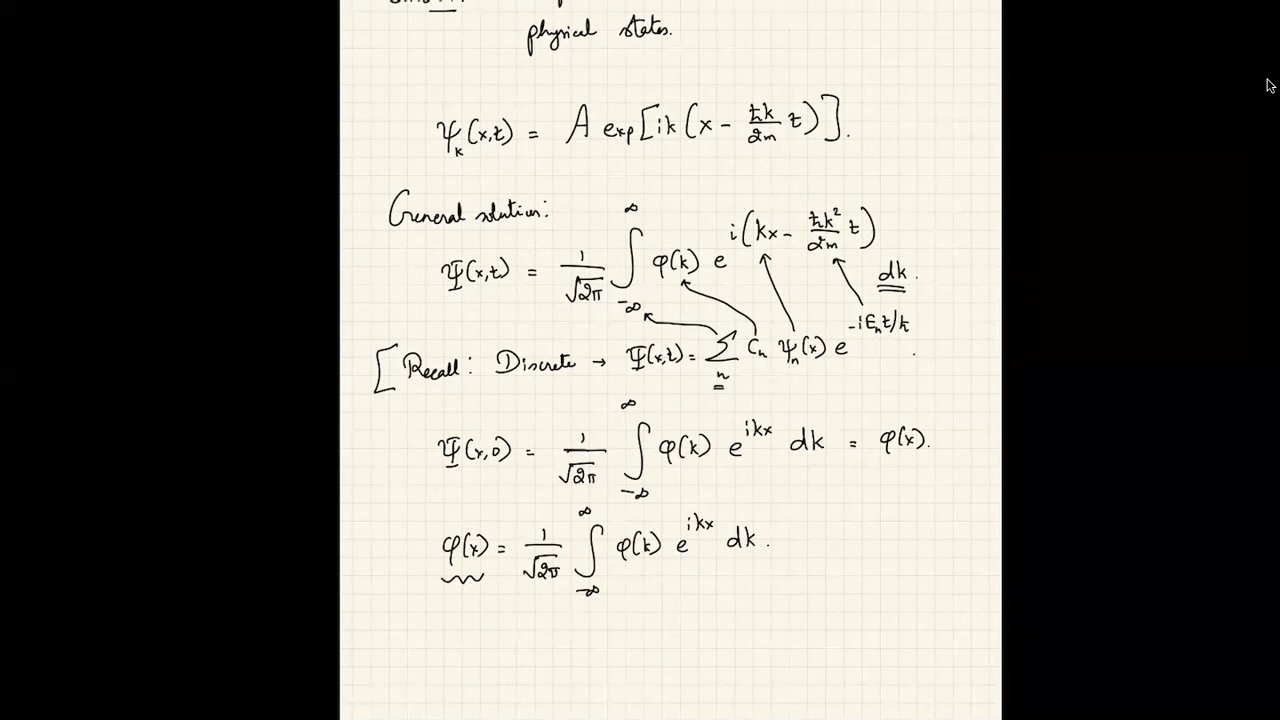 physical states.
ψ_k(x,t) = A exp[ik(x - ħk/2m t)].
General solution:
Ψ(x,t) = 1/√2π ∫_{-∞}^{∞} φ(k) e^{i(kx - ħk²/2m t)} dk.
[Recall: Discrete → Ψ(x,t) = Σ_n C_n ψ_n(x) e^{-iE_n t/ħ}.
Ψ(x,0) = 1/√2π ∫_{-∞}^{∞} φ(k) e^{ikx} dk = φ(x).
φ(x) = 1/√2π ∫_{-∞}^{∞} φ(k) e^{ikx} dk.